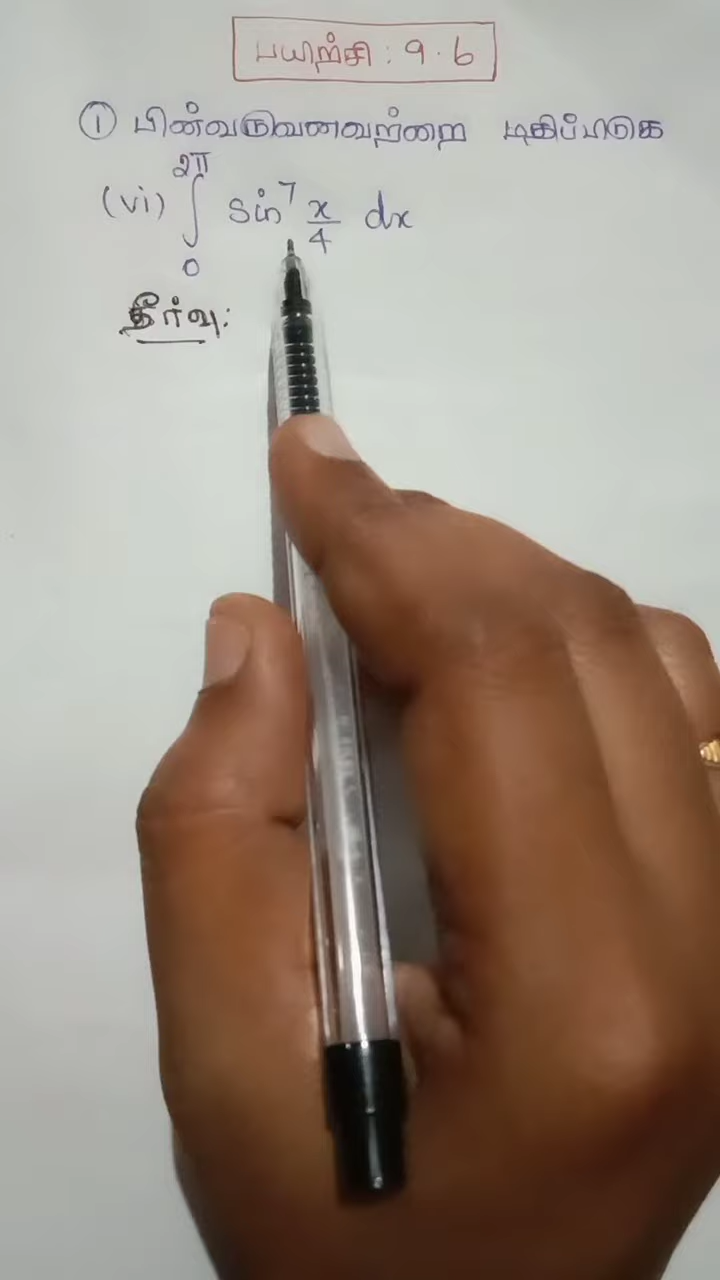 பயிற்சி : 9.6
① பின்வருவனவற்றை மதிப்பிடுக
(vi) ∫₀^2π sin⁷ x/4 dx
தீர்வு: